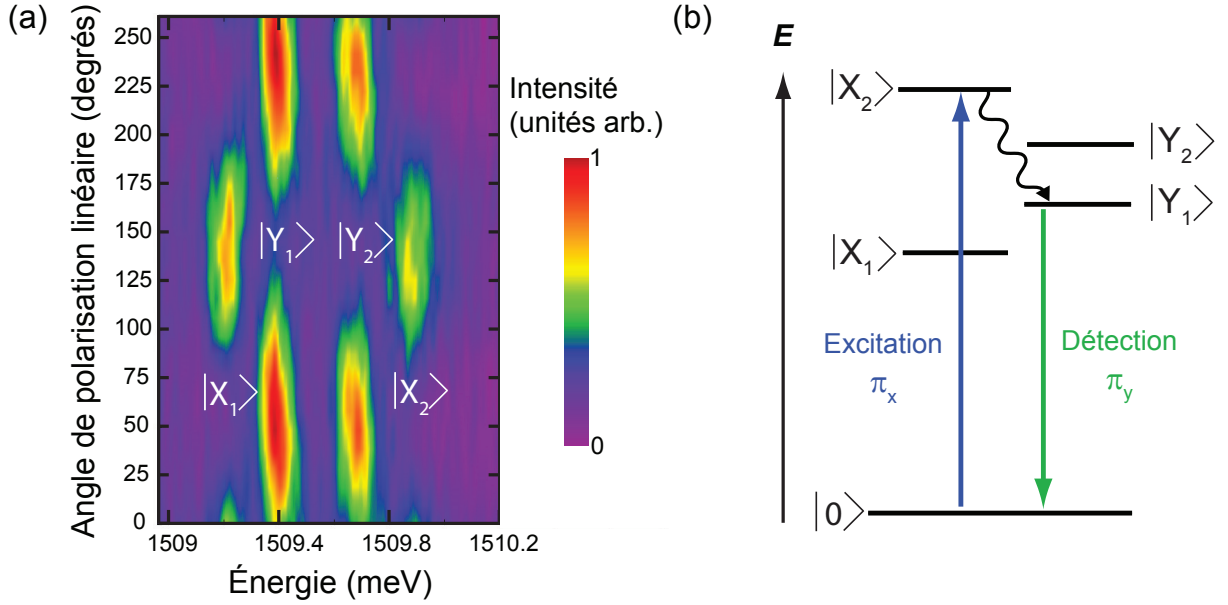 (a)
Angle de polarisation linéaire (degrés)
250
225
200
175
150
125
100
75
50
25
0
|Y₁⟩
|Y₂⟩
|X₁⟩
|X₂⟩
1509
1509.4
1509.8
1510.2
Énergie (meV)
Intensité
(unités arb.)
1
0
(b)
E
|X₂⟩
|Y₂⟩
|Y₁⟩
|X₁⟩
Excitation
πₓ
Détection
π_y
|0⟩